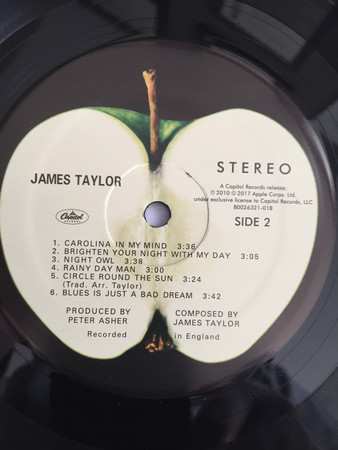 STEREO
JAMES TAYLOR
A Capitol Records release;
℗ 2010 © 2017 Apple Corps. Ltd.
under exclusive license to Capitol Records, LLC
B0026321-01B
Capitol
SIDE 2
1. CAROLINA IN MY MIND 3:36
2. BRIGHTEN YOUR NIGHT WITH MY DAY 3:05
3. NIGHT OWL 3:38
4. RAINY DAY MAN 3:00
5. CIRCLE ROUND THE SUN 3:24
(Trad. Arr. Taylor)
6. BLUES IS JUST A BAD DREAM 3:42
PRODUCED BY
PETER ASHER
COMPOSED BY
JAMES TAYLOR
Recorded in England